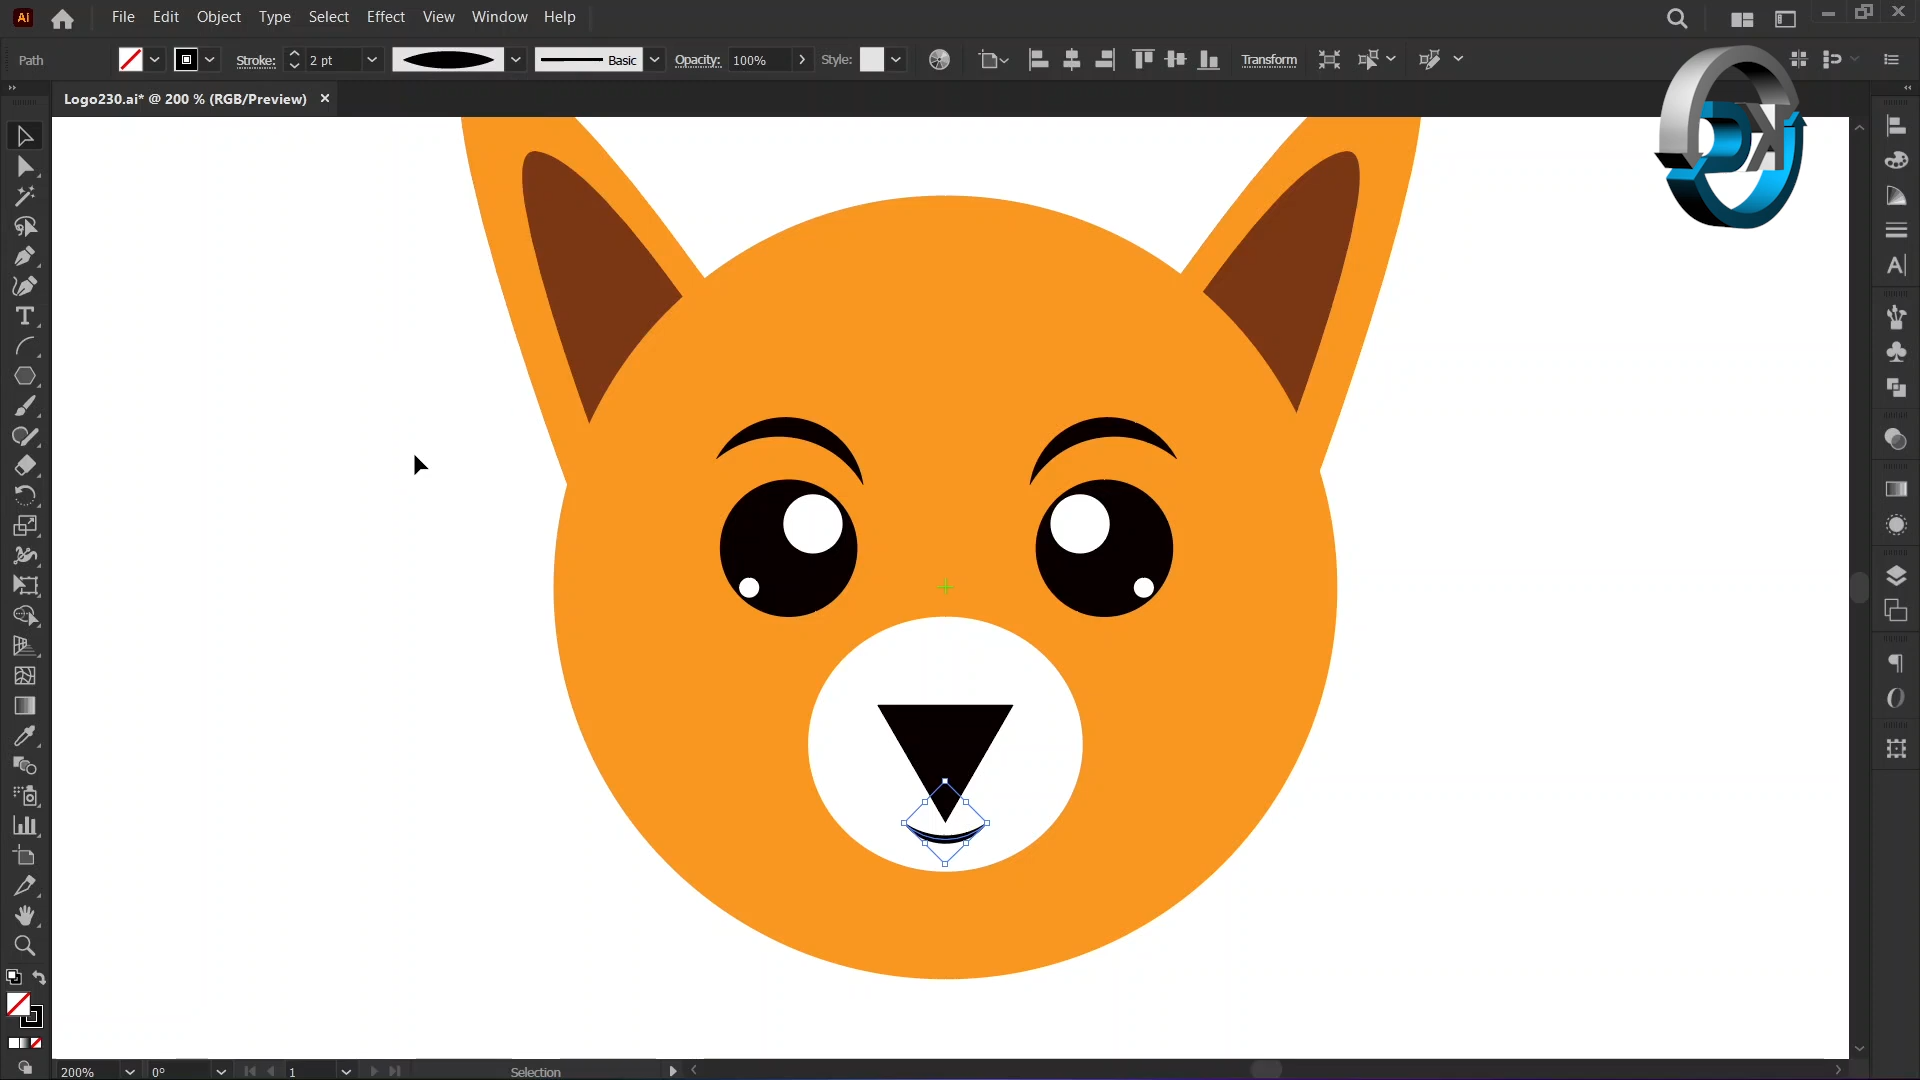 Ai File Edit Object Type Select Effect View Window Help
Path Stroke: 2 pt Basic Opacity: 100% Style: Transform
Logo230.ai* @ 200 % (RGB/Preview)
200% 0° 1 Selection